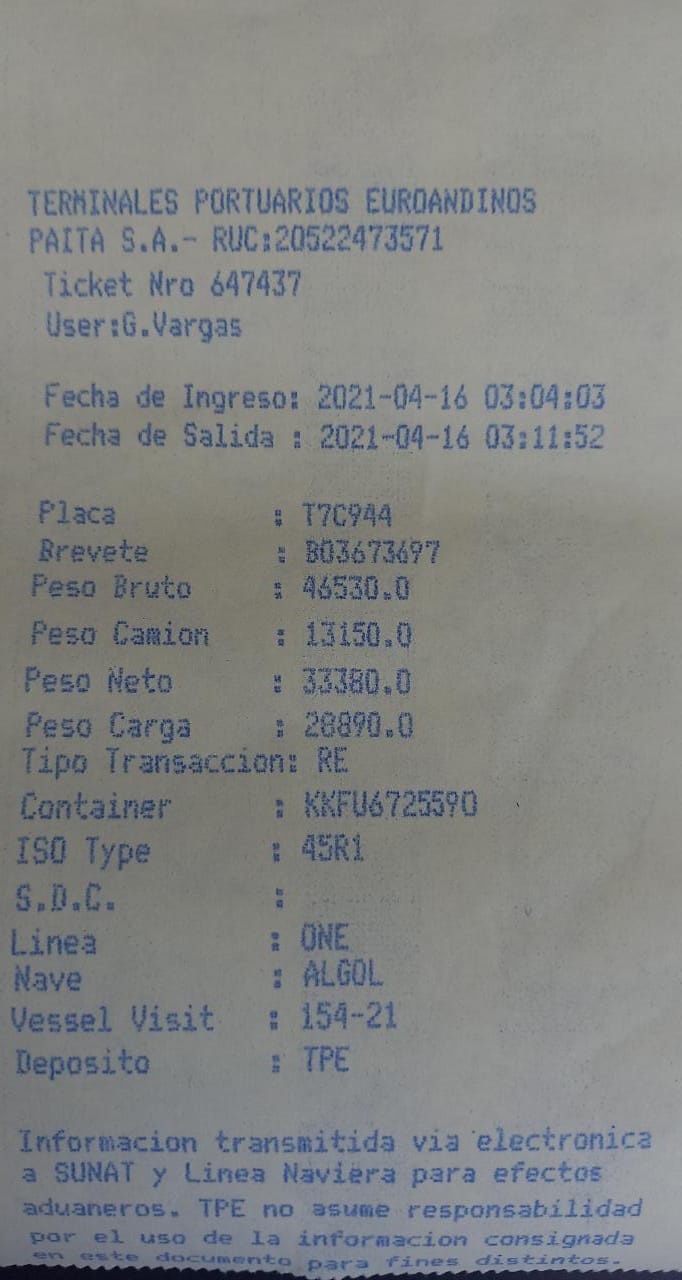 TERMINALES PORTUARIOS EUROANDINOS
PAITA S.A.- RUC:20522473571
Ticket Nro 647437
User:G.Vargas
Fecha de Ingreso: 2021-04-16 03:04:03
Fecha de Salida : 2021-04-16 03:11:52
Placa : T7C944
Brevete : B03673697
Peso Bruto : 46530.0
Peso Camion : 13150.0
Peso Neto : 33380.0
Peso Carga : 28890.0
Tipo Transaccion: RE
Container : KKFU6725590
ISO Type : 45R1
S.D.C. :
Linea : ONE
Nave : ALGOL
Vessel Visit : 154-21
Deposito : TPE
Informacion transmitida via electronica
a SUNAT y Linea Naviera para efectos
aduaneros. TPE no asume responsabilidad
por el uso de la informacion consignada
en este documento para fines distintos.